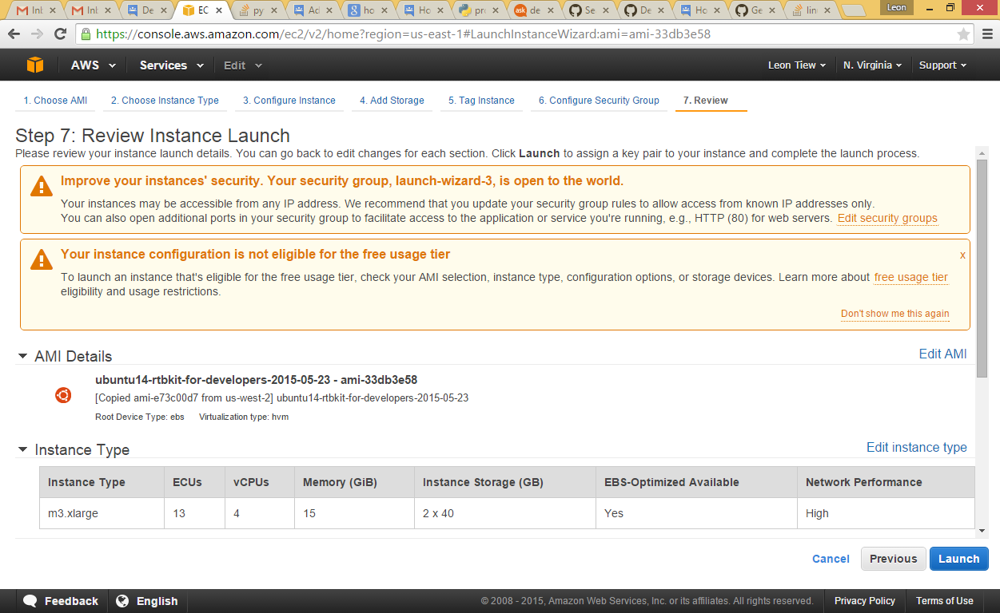 Inl
Inl
De
EC
py
Ad
ho
Ho
pr
de
Se
De
Ho
Ge
lin
Leon
https://console.aws.amazon.com/ec2/v2/home?region=us-east-1#LaunchInstanceWizard:ami=ami-33db3e58
AWS Services Edit Leon Tiew N. Virginia Support
1. Choose AMI 2. Choose Instance Type 3. Configure Instance 4. Add Storage 5. Tag Instance 6. Configure Security Group 7. Review
Step 7: Review Instance Launch
Please review your instance launch details. You can go back to edit changes for each section. Click Launch to assign a key pair to your instance and complete the launch process.
Improve your instances' security. Your security group, launch-wizard-3, is open to the world.
Your instances may be accessible from any IP address. We recommend that you update your security group rules to allow access from known IP addresses only.
You can also open additional ports in your security group to facilitate access to the application or service you're running, e.g., HTTP (80) for web servers. Edit security groups
Your instance configuration is not eligible for the free usage tier x
To launch an instance that's eligible for the free usage tier, check your AMI selection, instance type, configuration options, or storage devices. Learn more about free usage tier
eligibility and usage restrictions.
Don't show me this again
AMI Details Edit AMI
ubuntu14-rtbkit-for-developers-2015-05-23 - ami-33db3e58
[Copied ami-e73c00d7 from us-west-2] ubuntu14-rtbkit-for-developers-2015-05-23
Root Device Type: ebs Virtualization type: hvm
Instance Type Edit instance type
Instance Type ECUs vCPUs Memory (GiB) Instance Storage (GB) EBS-Optimized Available Network Performance
m3.xlarge 13 4 15 2 x 40 Yes High
Cancel Previous Launch
Feedback English © 2008 - 2015, Amazon Web Services, Inc. or its affiliates. All rights reserved. Privacy Policy Terms of Use